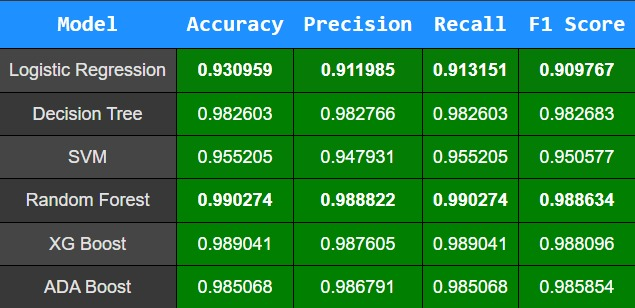 Model Accuracy Precision Recall F1 Score
Logistic Regression 0.930959 0.911985 0.913151 0.909767
Decision Tree 0.982603 0.982766 0.982603 0.982683
SVM 0.955205 0.947931 0.955205 0.950577
Random Forest 0.990274 0.988822 0.990274 0.988634
XG Boost 0.989041 0.987605 0.989041 0.988096
ADA Boost 0.985068 0.986791 0.985068 0.985854